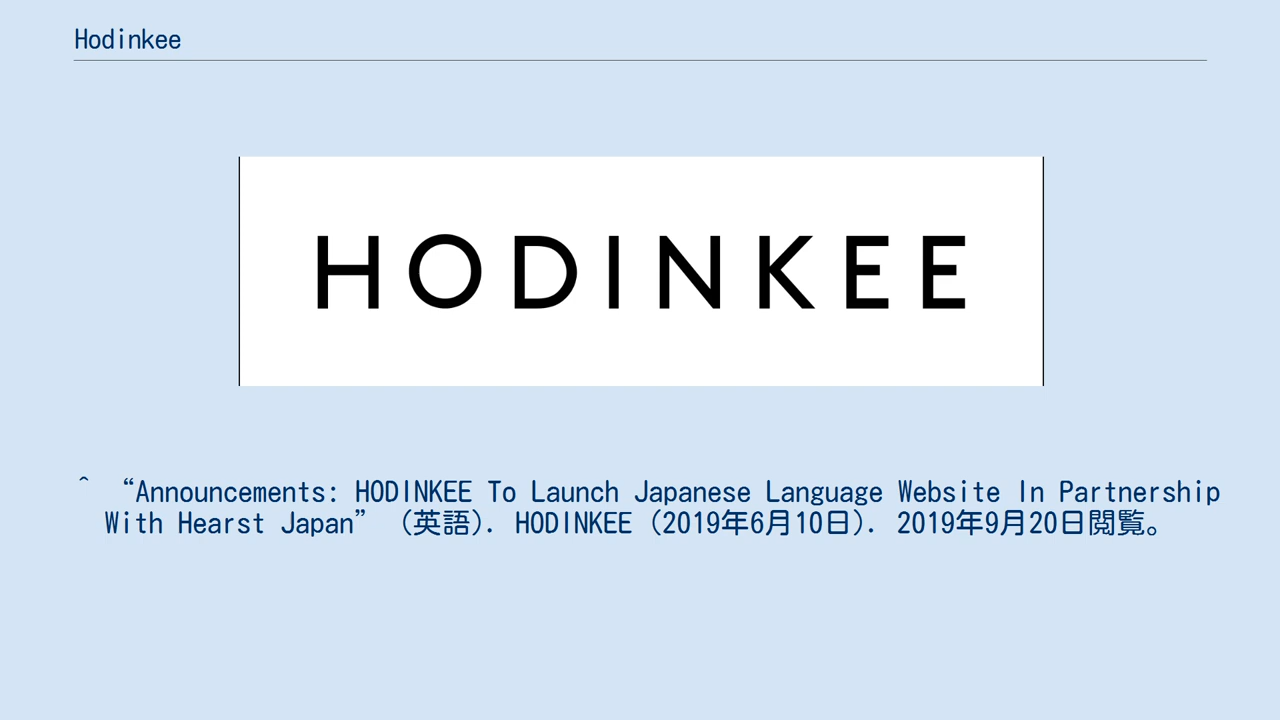 Hodinkee
HODINKEE
^ “Announcements: HODINKEE To Launch Japanese Language Website In Partnership
With Hearst Japan” (英語). HODINKEE (2019年6月10日). 2019年9月20日閲覧。